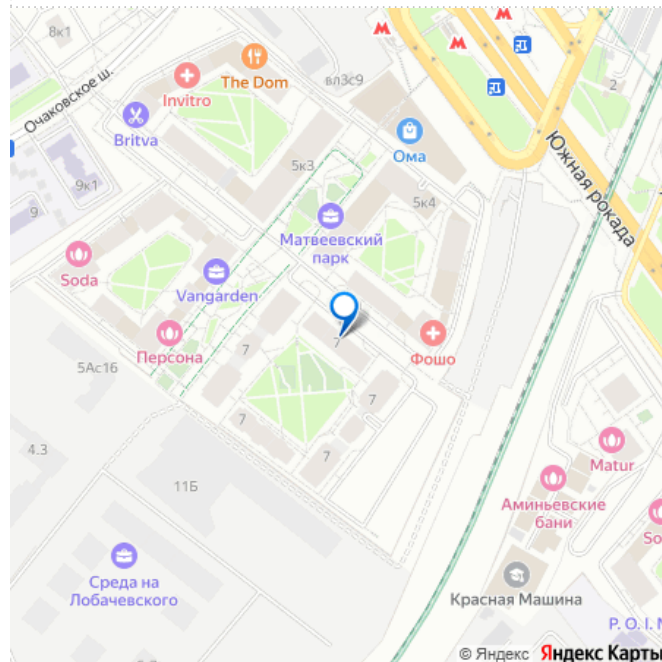 8к1
Очаковское ш.
The Dom
вл3с9
Invitro
Britva
Ома
2
Южная рокада
5к3
9к1
9
5к4
Матвеевский
парк
Soda
Vangarden
Персона
7
7
Фошо
5Ас16
7
7
7
4.3
11Б
Matur
Аминьевские
бани
So
Среда на
Лобачевского
Красная Машина
P. O. I. N
© Яндекс Яндекс Карты